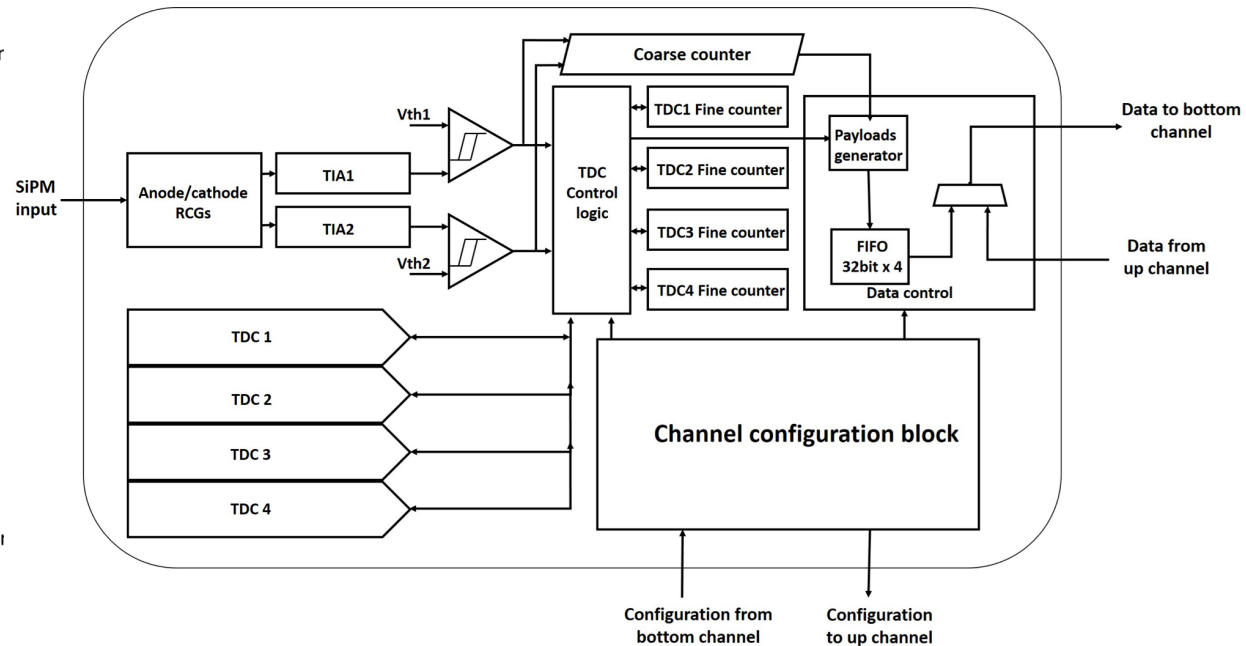 r
Coarse counter
Vth1
TDC1 Fine counter
Data to bottom
channel
Payloads
generator
SiPM
input
Anode/cathode
RCGs
TIA1
TDC
Control
logic
TDC2 Fine counter
TIA2
TDC3 Fine counter
Vth2
FIFO
32bit x 4
Data from
up channel
TDC4 Fine counter
Data control
TDC 1
TDC 2
TDC 3
TDC 4
Channel configuration block
Configuration from
bottom channel
Configuration
to up channel